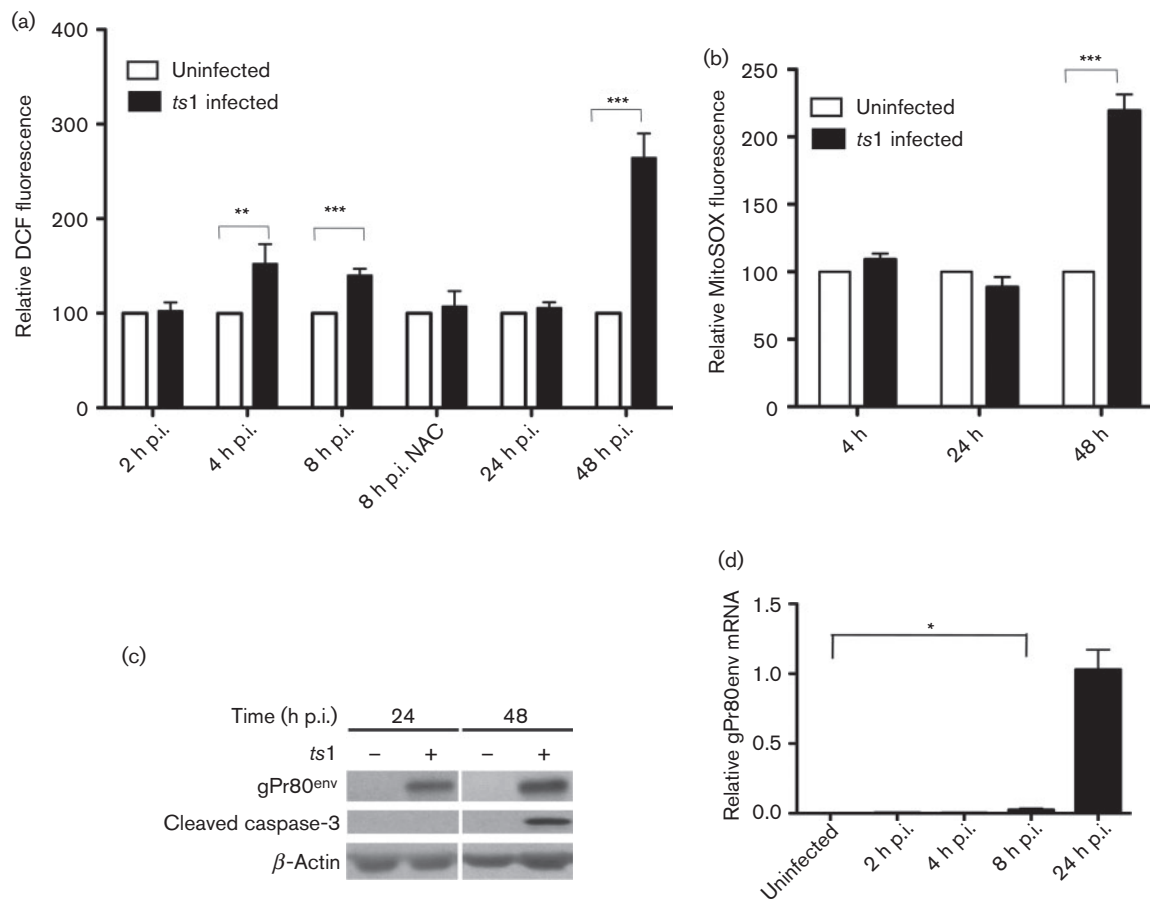 (a)
Relative DCF fluorescence
400
300
200
100
0
Uninfected
ts1 infected
**
***
***
2 h p.i.
4 h p.i.
8 h p.i.
8 h p.i. NAC
24 h p.i.
48 h p.i.
(b)
Relative MitoSOX fluorescence
250
200
150
100
50
0
Uninfected
ts1 infected
***
4 h
24 h
48 h
(c)
Time (h p.i.) 24 48
ts1 – + – +
gPr80env
Cleaved caspase-3
β-Actin
(d)
Relative gPr80env mRNA
1.5
1.0
0.5
0.0
*
Uninfected
2 h p.i.
4 h p.i.
8 h p.i.
24 h p.i.